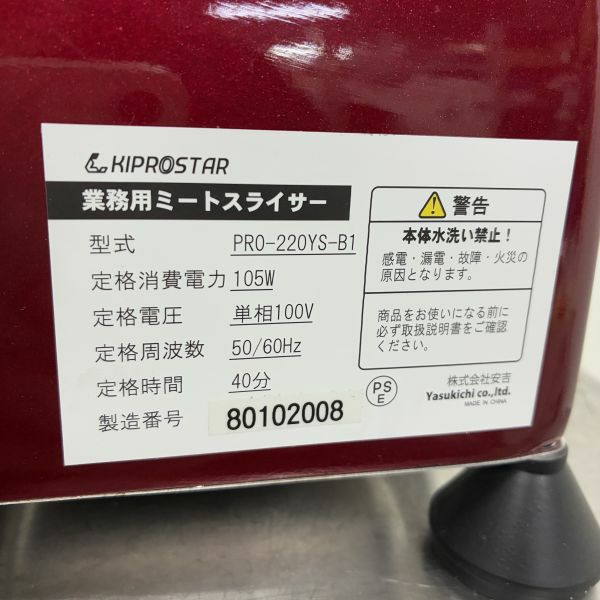 KIPROSTAR
業務用ミートスライサー
型式 PRO-220YS-B1
定格消費電力 105W
定格電圧 単相100V
定格周波数 50/60Hz
定格時間 40分
製造番号 80102008
警告
本体水洗い禁止！
感電・漏電・故障・火災の
原因となります。
商品をお使いになる前に
必ず取扱説明書をご確認
ください。
PS
E
株式会社安吉
Yasukichi co.,ltd.
MADE IN CHINA